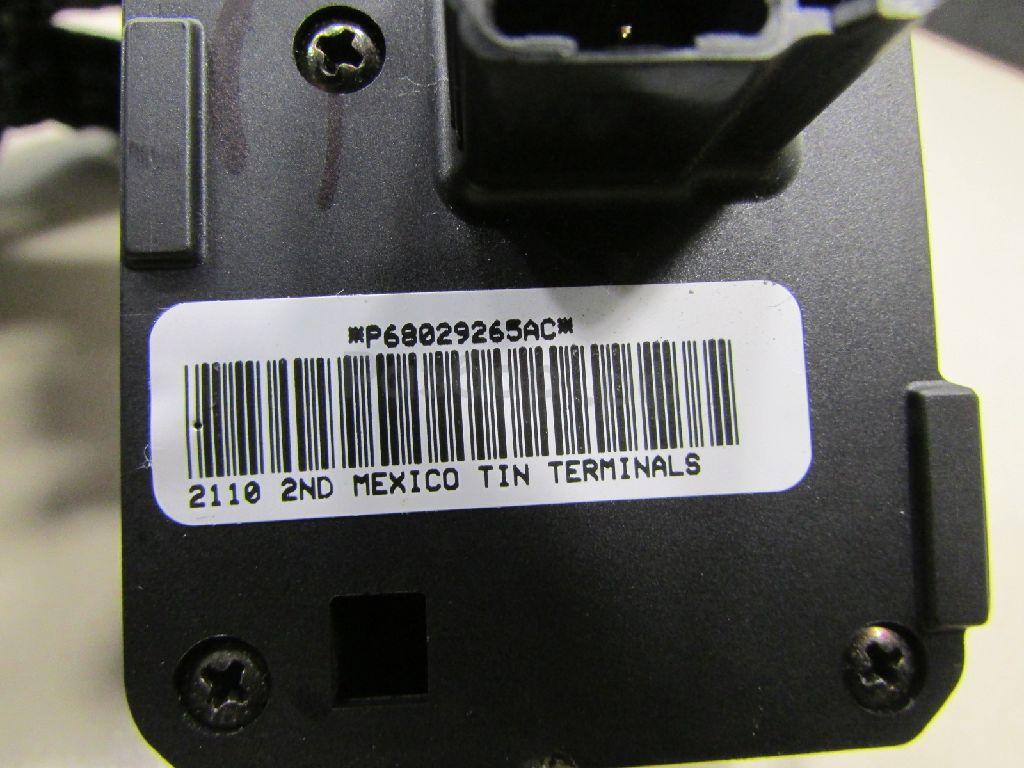 *P68029265AC*
2110 2ND MEXICO TIN TERMINALS